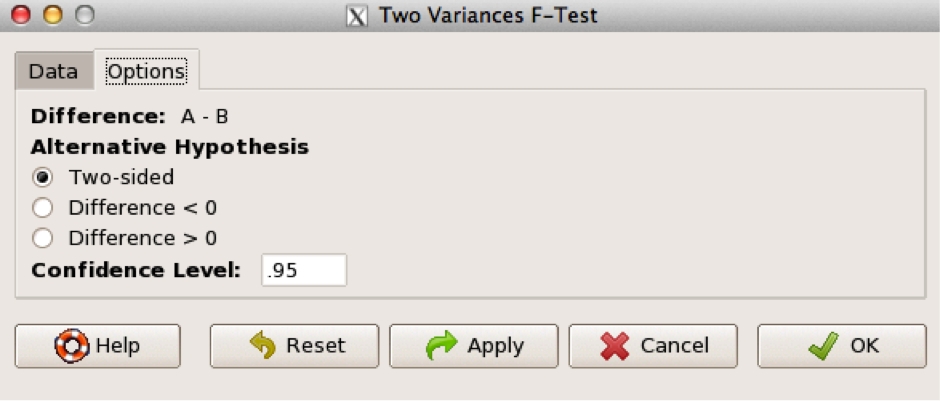 Two Variances F-Test
Data Options
Difference: A - B
Alternative Hypothesis
Two-sided
Difference < 0
Difference > 0
Confidence Level: .95
Help Reset Apply Cancel OK